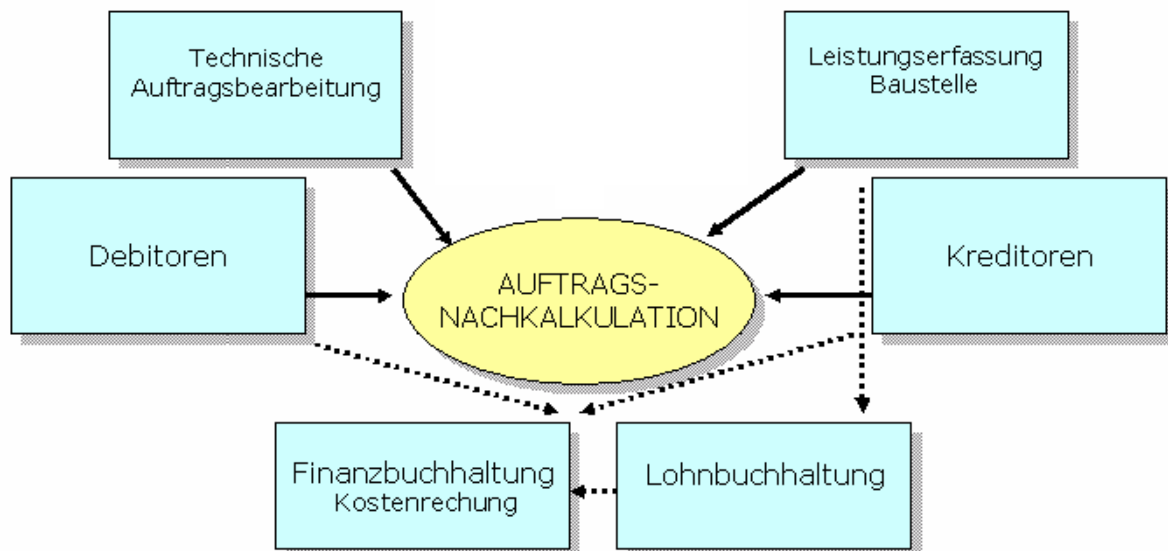 Technische
Auftragsbearbeitung
Leistungserfassung
Baustelle
Debitoren
AUFTRAGS-
NACHKALKULATION
Kreditoren
Finanzbuchhaltung
Kostenrechung
Lohnbuchhaltung